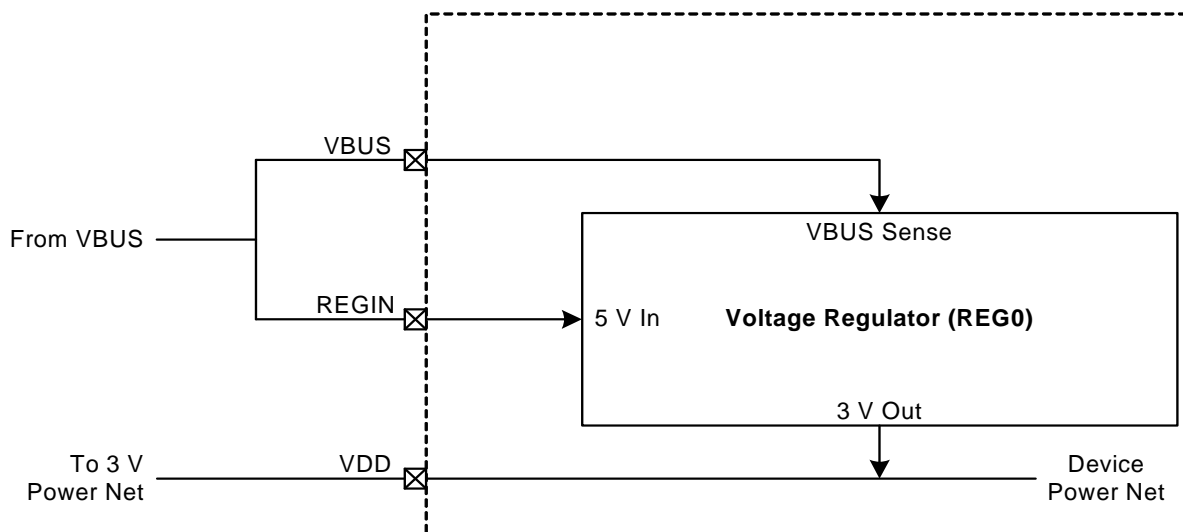 VBUS
From VBUS
VBUS Sense
REGIN
5 V In
Voltage Regulator (REG0)
3 V Out
To 3 V
Power Net
VDD
Device
Power Net